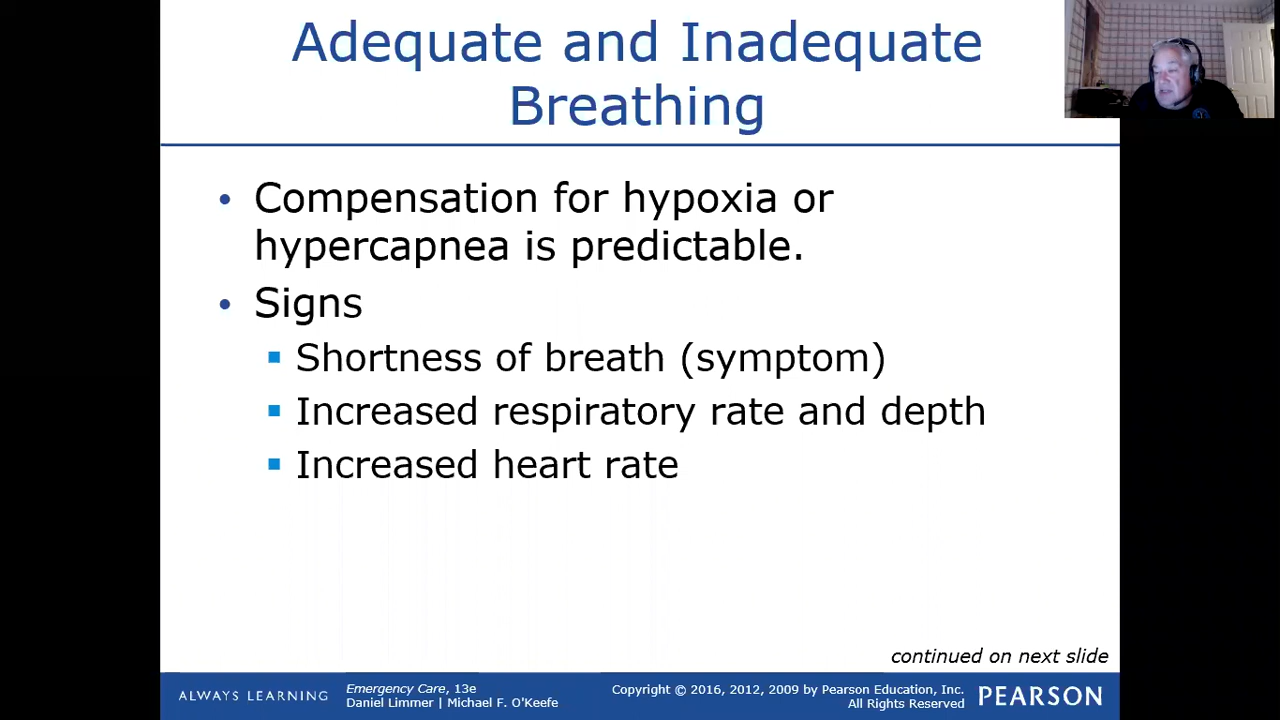 Adequate and Inadequate
Breathing
• Compensation for hypoxia or
hypercapnea is predictable.
• Signs
▪ Shortness of breath (symptom)
▪ Increased respiratory rate and depth
▪ Increased heart rate
continued on next slide
ALWAYS LEARNING
Emergency Care, 13e
Daniel Limmer | Michael F. O'Keefe
Copyright © 2016, 2012, 2009 by Pearson Education, Inc.
All Rights Reserved
PEARSON